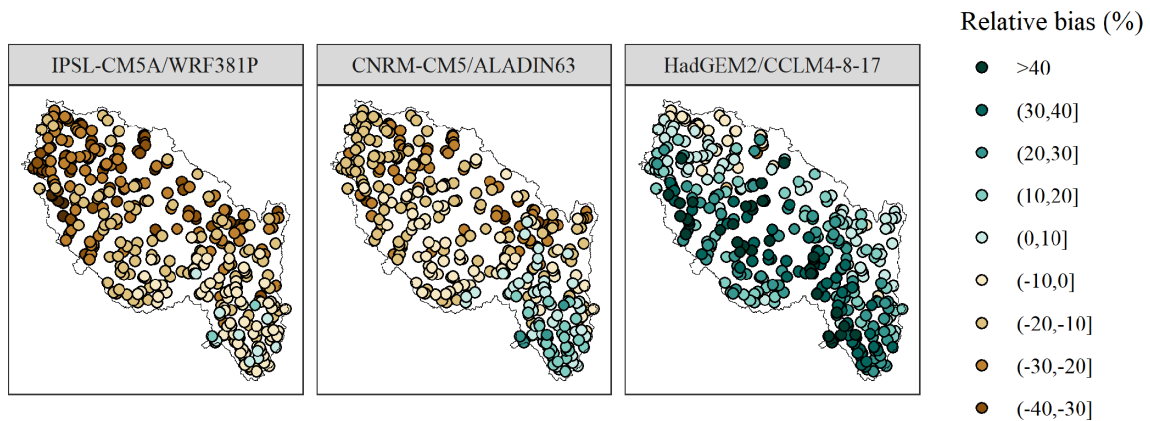 Relative bias (%)
IPSL-CM5A/WRF381P
CNRM-CM5/ALADIN63
HadGEM2/CCLM4-8-17
>40
(30,40]
(20,30]
(10,20]
(0,10]
(-10,0]
(-20,-10]
(-30,-20]
(-40,-30]